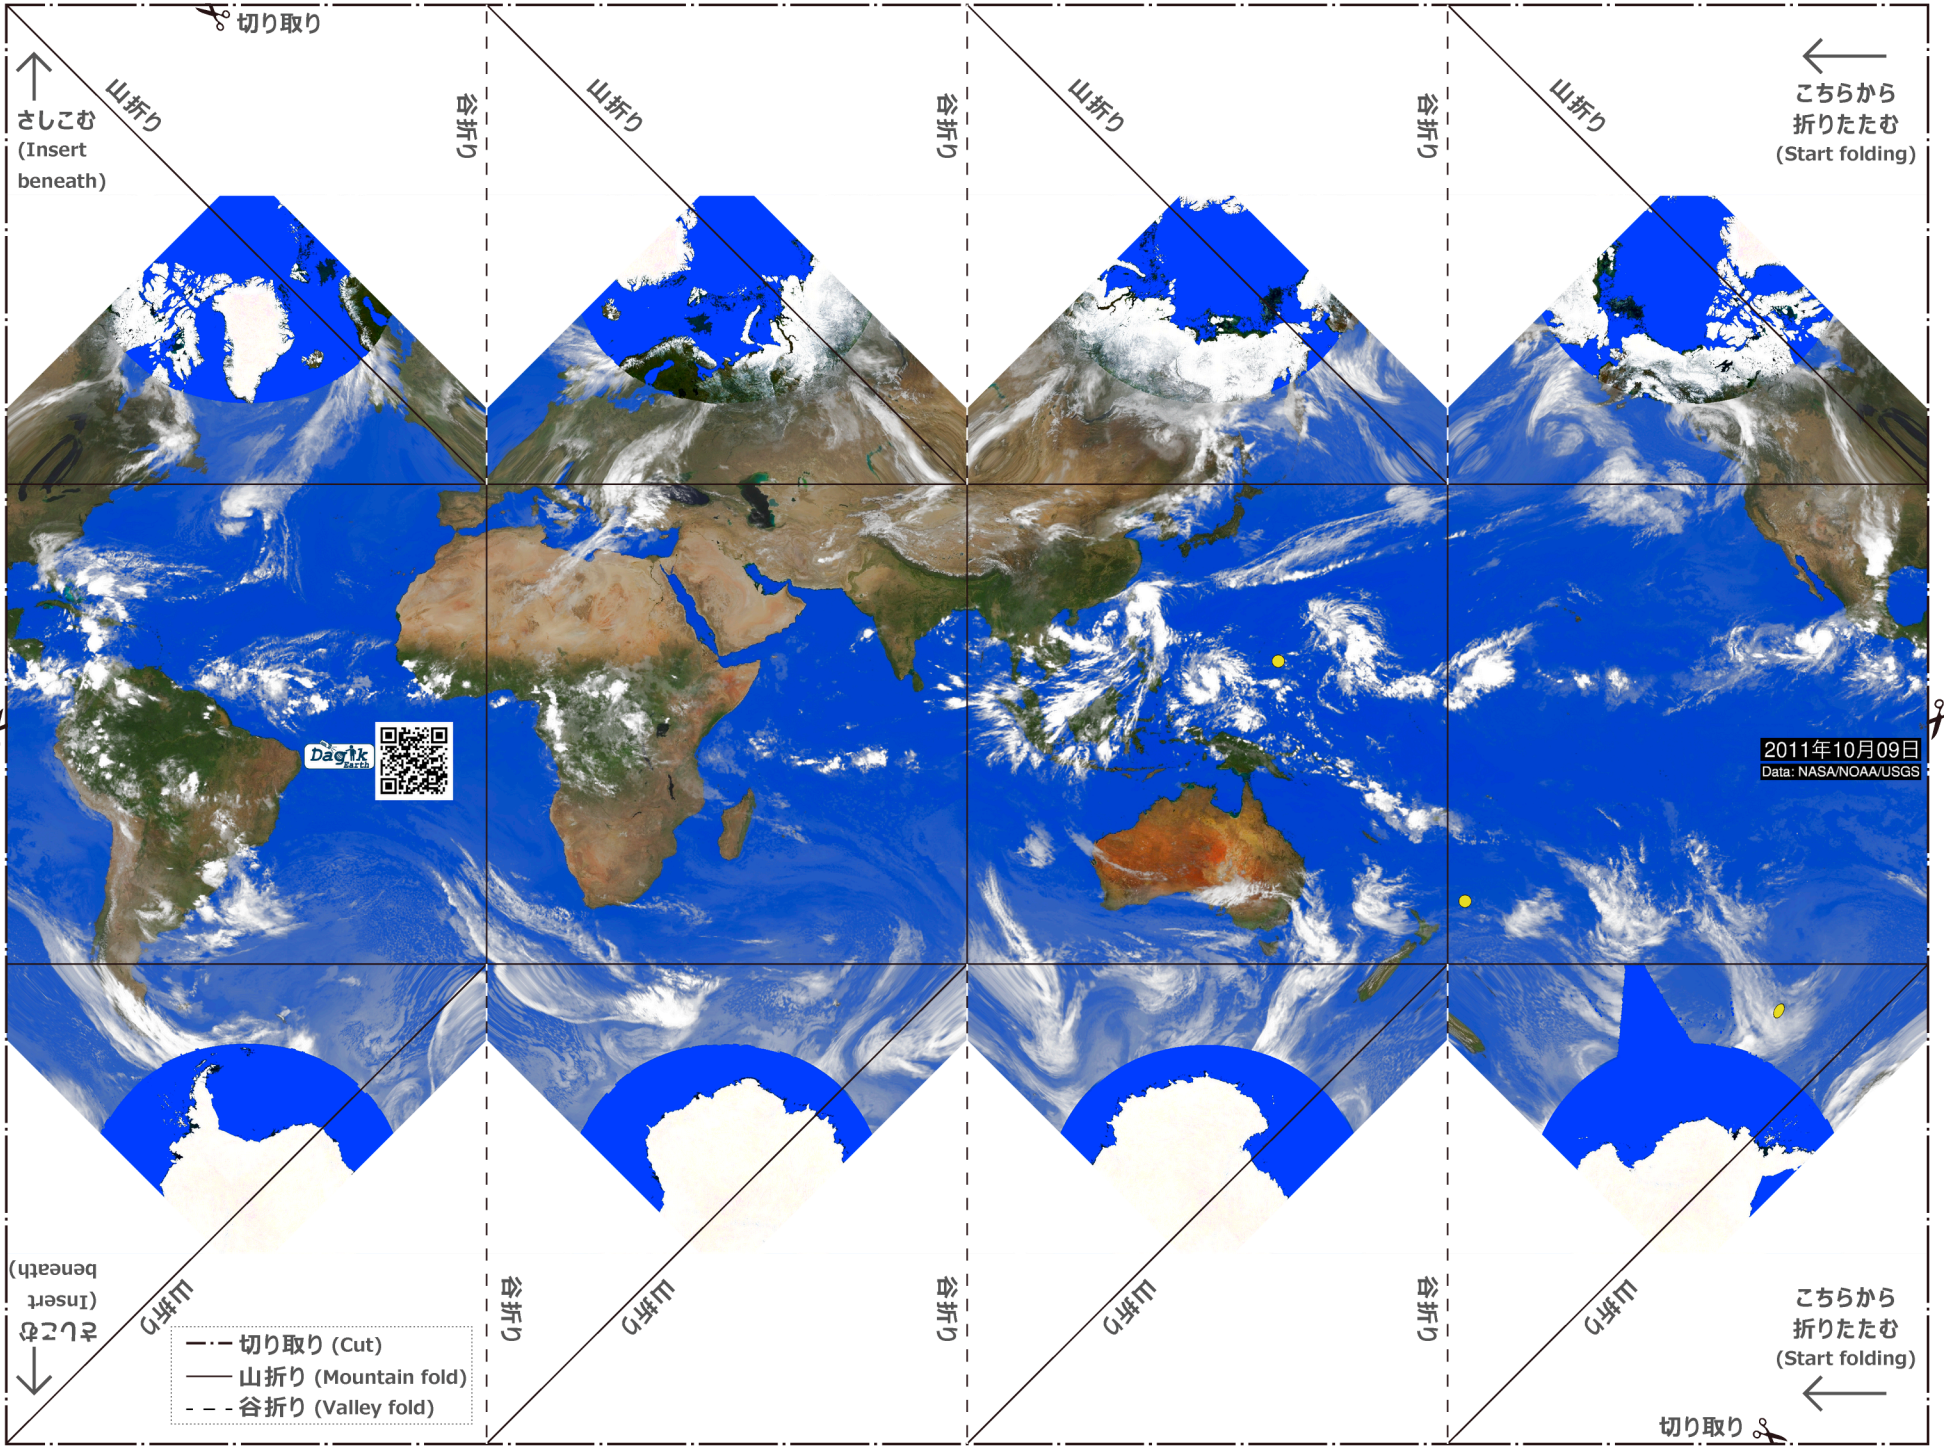 切り取り
さしこむ
(Insert
beneath)
山折り
谷折り
山折り
谷折り
山折り
谷折り
山折り
こちらから
折りたたむ
(Start folding)
Dagik
Earth
2011年10月09日
Data: NASA/NOAA/USGS
さしこむ
(Insert
beneath)
山折り
谷折り
山折り
谷折り
山折り
谷折り
山折り
こちらから
折りたたむ
(Start folding)
切り取り (Cut)
山折り (Mountain fold)
谷折り (Valley fold)
切り取り